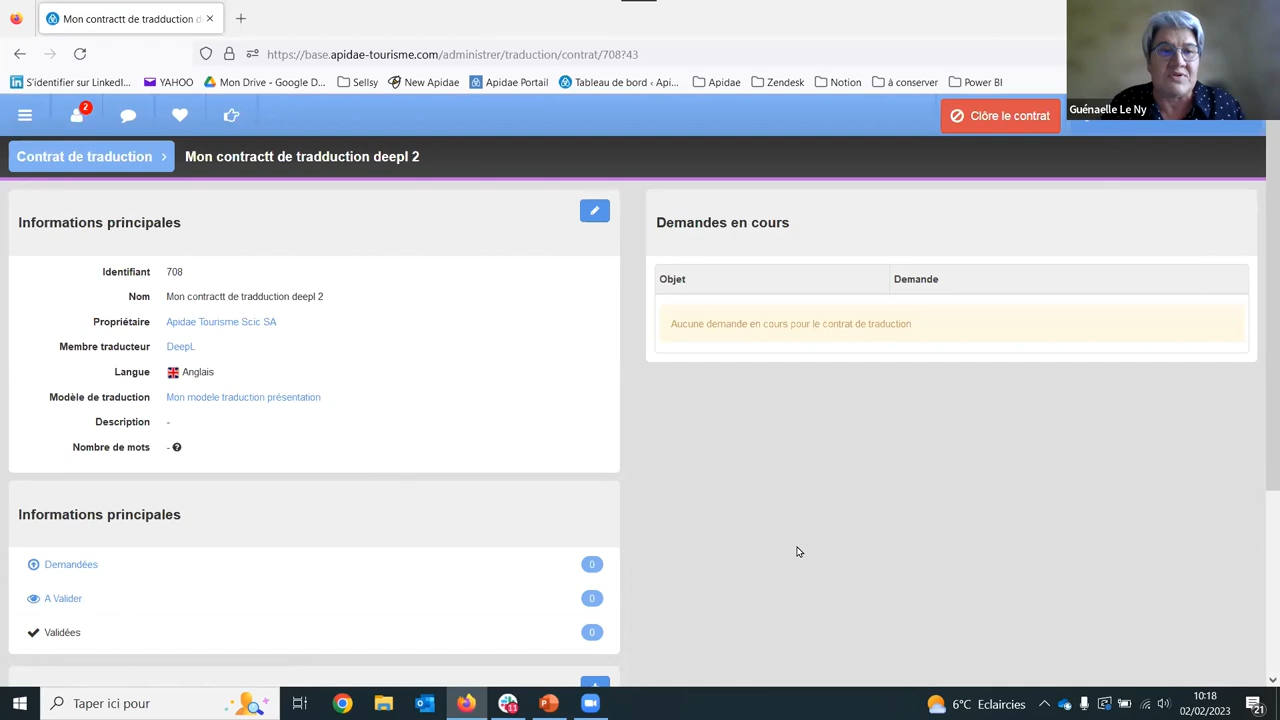 Mon contractt de tradduction d
https://base.apidae-tourisme.com/administrer/traduction/contrat/708?43
S'identifier sur LinkedI...
YAHOO
Mon Drive - Google D...
Sellsy
New Apidae
Apidae Portail
Tableau de bord ‹ Api...
Apidae
Zendesk
Notion
à conserver
Power BI
Guénaelle Le Ny
2
Clôre le contrat
Contrat de traduction
Mon contractt de tradduction deepl 2
Informations principales
Identifiant 708
Nom Mon contractt de tradduction deepl 2
Propriétaire Apidae Tourisme Scic SA
Membre traducteur DeepL
Langue Anglais
Modèle de traduction Mon modele traduction présentation
Description -
Nombre de mots -
Informations principales
Demandées 0
A Valider 0
Validées 0
Demandes en cours
Objet Demande
Aucune demande en cours pour le contrat de traduction
Taper ici pour
6°C Eclaircies
10:18
02/02/2023
21